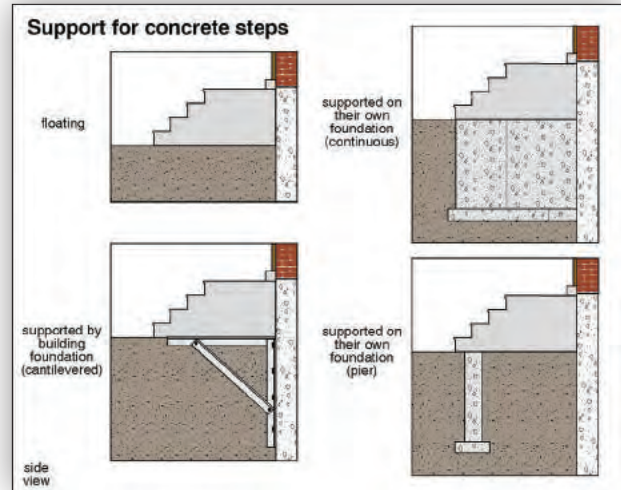 Support for concrete steps
floating
supported on
their own
foundation
(continuous)
supported by
building
foundation
(cantilevered)
supported on
their own
foundation
(pier)
side
view